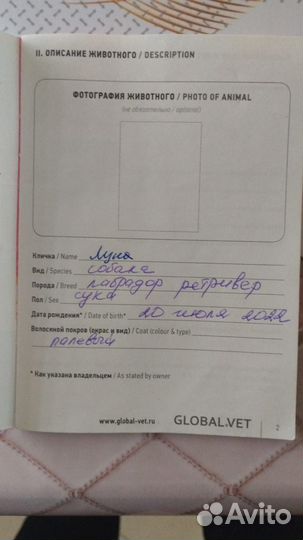 II. ОПИСАНИЕ ЖИВОТНОГО / DESCRIPTION
ФОТОГРАФИЯ ЖИВОТНОГО / PHOTO OF ANIMAL
(не обязательно / optional)
Кличка / Name Луна
Вид / Species собака
Порода / Breed лабрадор ретривер
Пол / Sex сука
Дата рождения* / Date of birth* 20 июля 2022
Волосяной покров (окрас и вид) / Coat (colour & type)
палевый
* Как указана владельцем / As stated by owner
www.global-vet.ru GLOBAL.VET 2
Avito